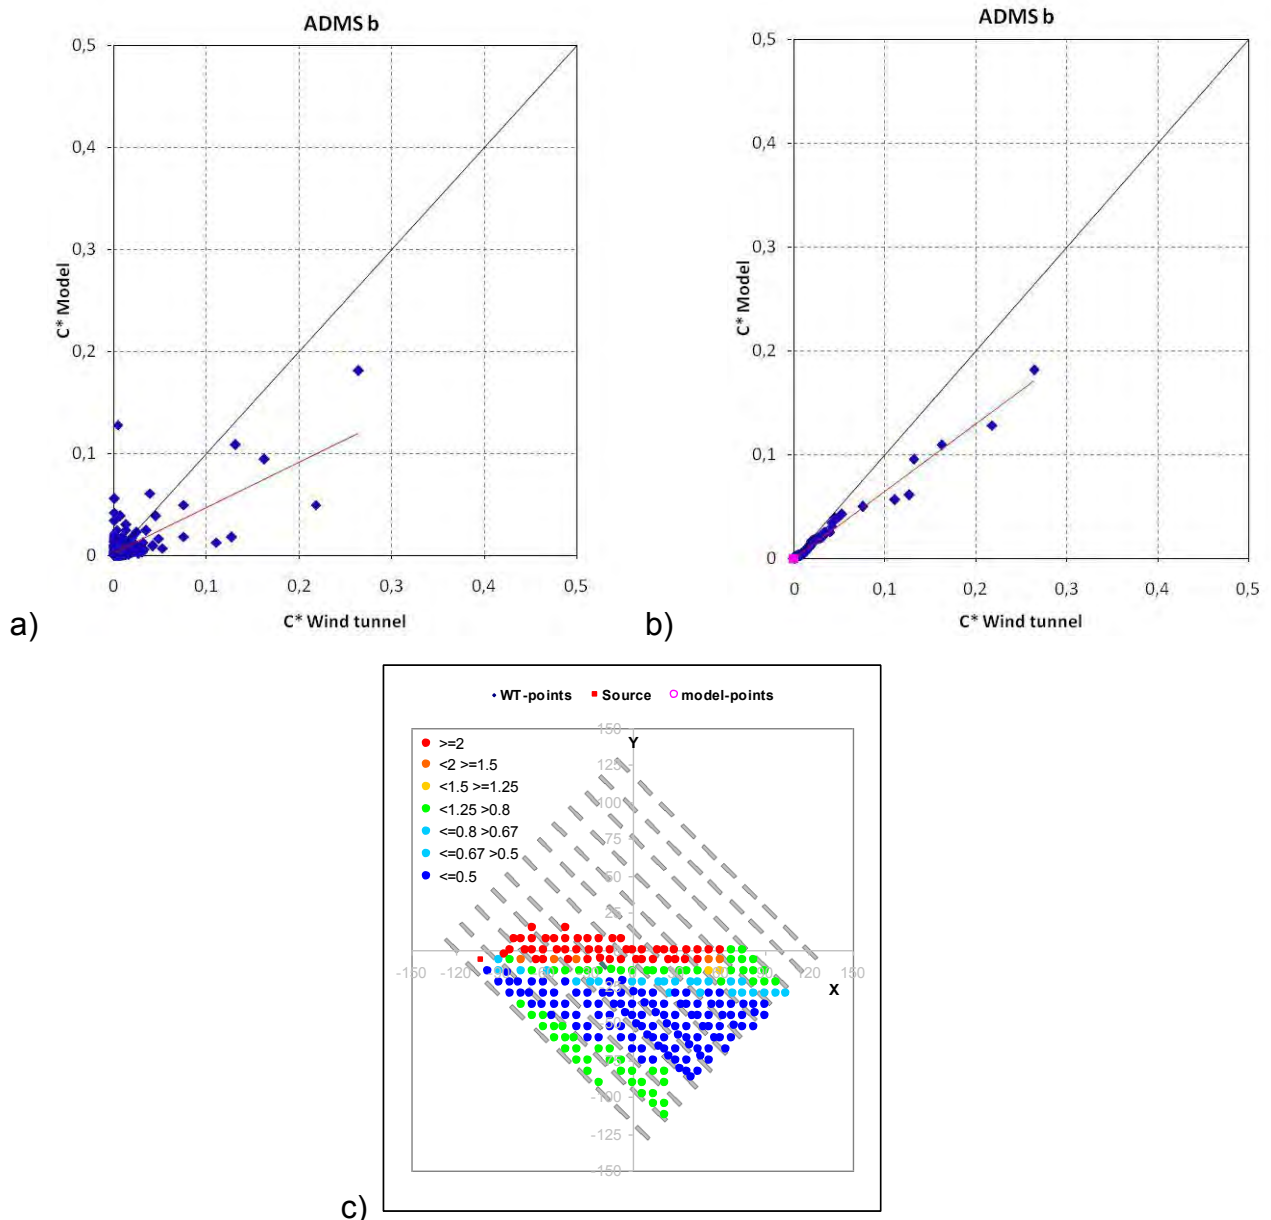 ADMS b
0,5
0,4
0,3
0,2
0,1
0
C* Model
0 0,1 0,2 0,3 0,4 0,5
C* Wind tunnel
a)
ADMS b
0,5
0,4
0,3
0,2
0,1
0
C* Model
0 0,1 0,2 0,3 0,4 0,5
C* Wind tunnel
b)
WT-points Source model-points
>=2
<2 >=1.5
<1.5 >=1.25
<1.25 >0.8
<=0.8 >0.67
<=0.67 >0.5
<=0.5
150
Y
125
100
75
50
25
-150 -120 120 150
X
-100
-125
-150
c)